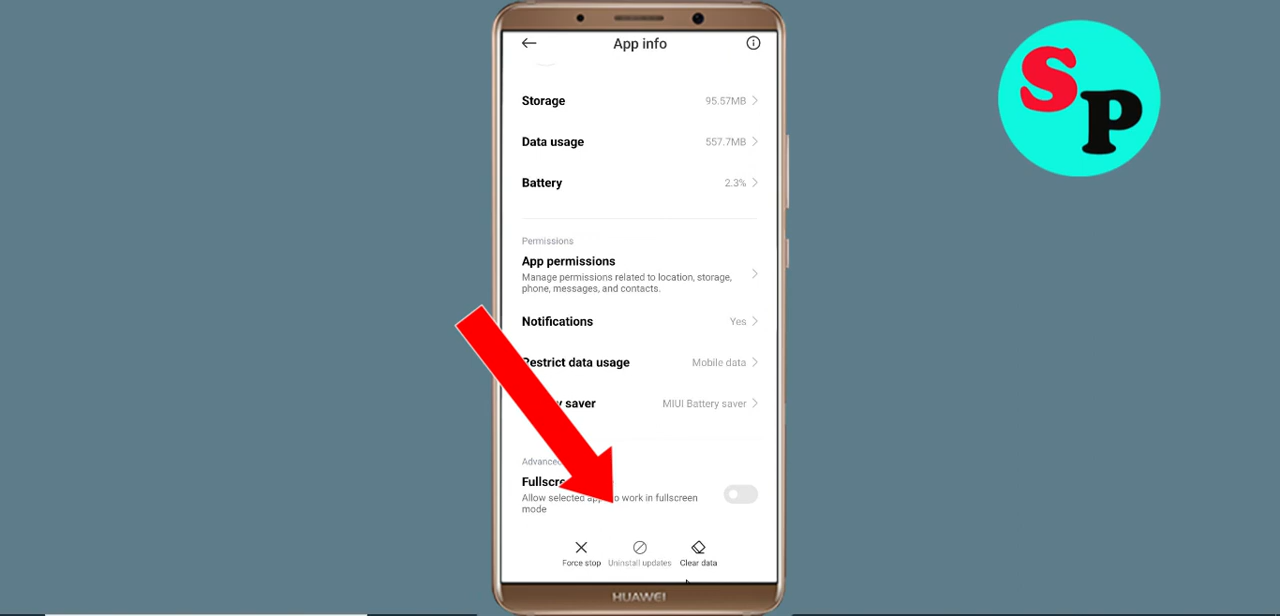 App info
SP
Storage 95.57MB
Data usage 557.7MB
Battery 2.3%
Permissions
App permissions
Manage permissions related to location, storage,
phone, messages, and contacts.
Notifications Yes
Restrict data usage Mobile data
saver MIUI Battery saver
Advanced
Allow selected to work in fullscreen
mode
Force stop Uninstall updates Clear data
HUAWEI